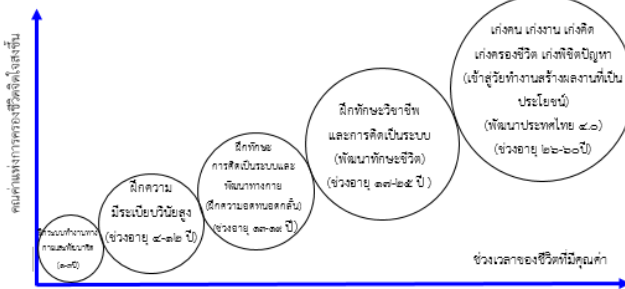 คุณค่าแห่งการครองชีวิตจิตใจสูงขึ้น
เก่งคน เก่งงาน เก่งคิด
เก่งครองชีวิต เก่งพิชิตปัญหา
(เข้าสู่วัยทำงานสร้างผลงานที่เป็น
ประโยชน์)
(พัฒนาประเทศไทย ๔.๐)
(ช่วงอายุ ๒๖-๖๐ปี)
ฝึกทักษะวิชาชีพ
และการคิดเป็นระบบ
(พัฒนาทักษะชีวิต)
(ช่วงอายุ ๑๗-๒๕ ปี )
ฝึกทักษะ
การคิดเป็นระบบและ
พัฒนาทางกาย
(ฝึกความอดทนอดกลั้น)
(ช่วงอายุ ๑๓-๑๗ ปี)
ฝึกความ
มีระเบียบวินัยสูง
(ช่วงอายุ ๔-๑๒ ปี)
(๑-๓ปี)
ช่วงเวลาของชีวิตที่มีคุณค่า